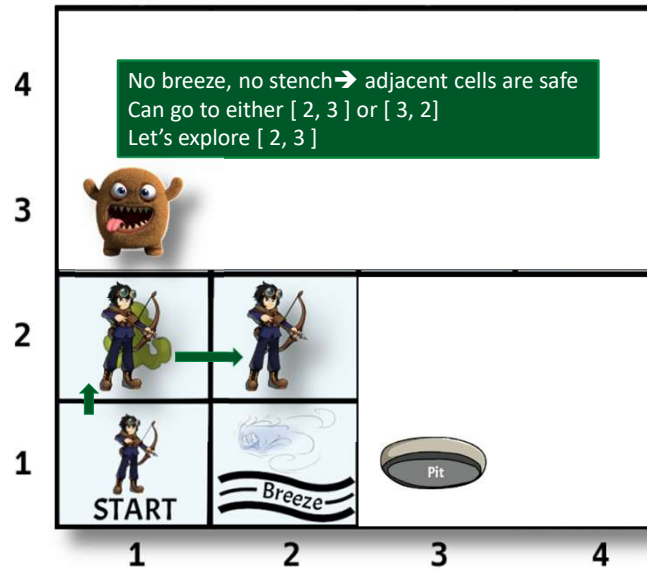 No breeze, no stench➔ adjacent cells are safe
Can go to either [ 2, 3 ] or [ 3, 2]
Let's explore [ 2, 3 ]
4
3
2
1
START
Breeze
Pit
1 2 3 4